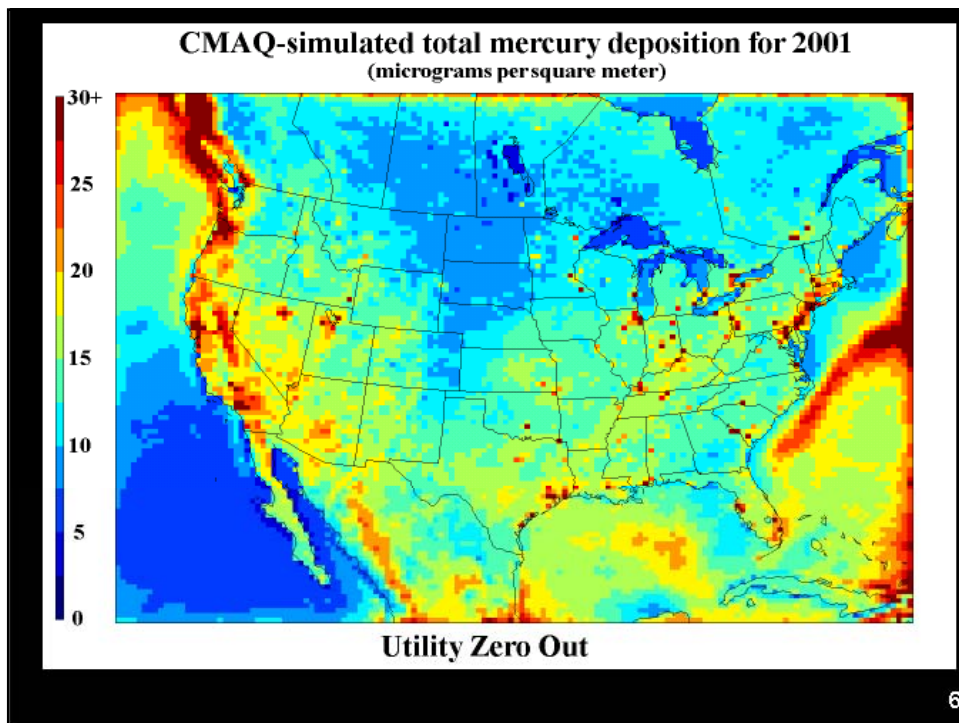 CMAQ-simulated total mercury deposition for 2001
(micrograms per square meter)
30+
25
20
15
10
5
0
Utility Zero Out
6